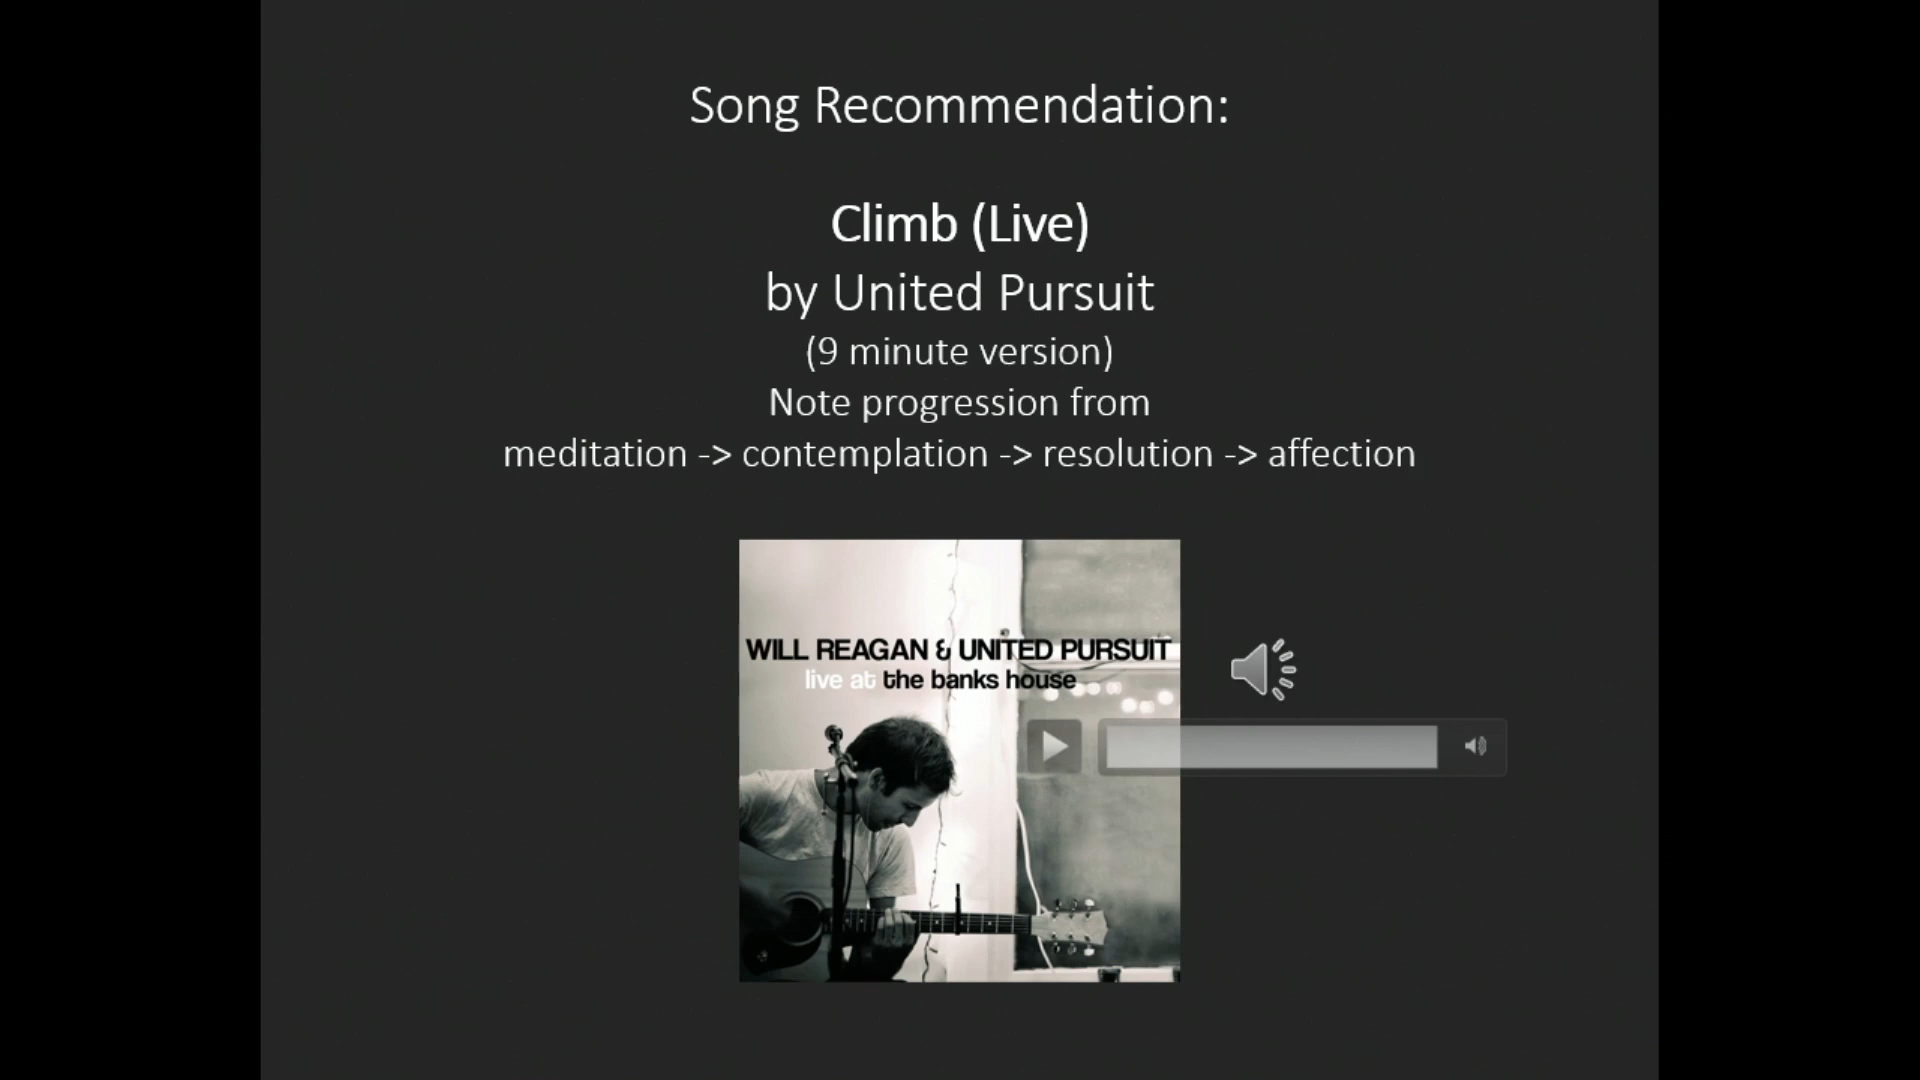 Song Recommendation:
Climb (Live)
by United Pursuit
(9 minute version)
Note progression from
meditation -> contemplation -> resolution -> affection
WILL REAGAN & UNITED PURSUIT
live at the banks house